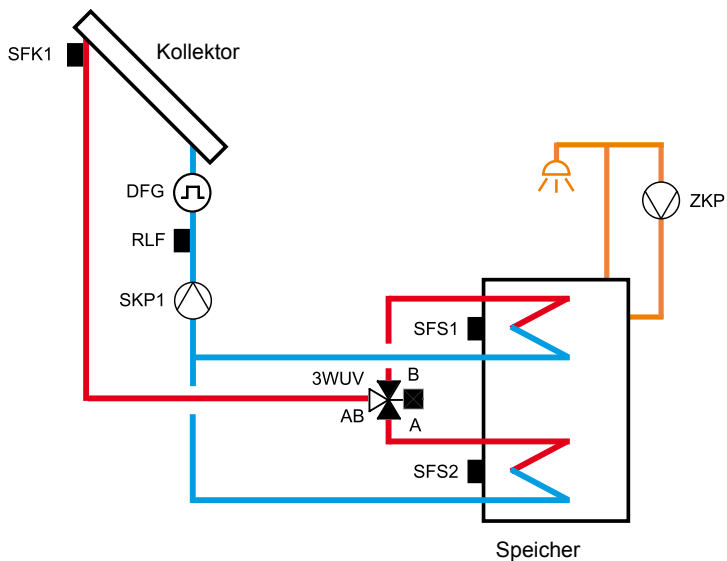 SFK1
Kollektor
DFG
ZKP
RLF
SKP1
SFS1
3WUV
B
AB
A
SFS2
Speicher